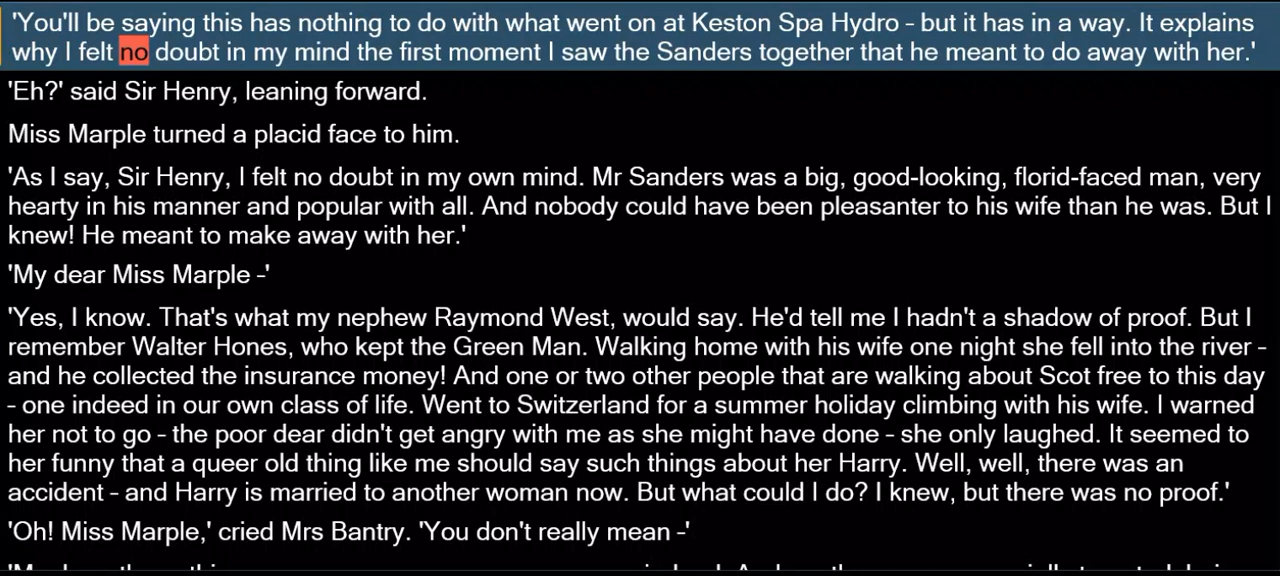 'You'll be saying this has nothing to do with what went on at Keston Spa Hydro – but it has in a way. It explains
why I felt no doubt in my mind the first moment I saw the Sanders together that he meant to do away with her.'
'Eh?' said Sir Henry, leaning forward.
Miss Marple turned a placid face to him.
'As I say, Sir Henry, I felt no doubt in my own mind. Mr Sanders was a big, good-looking, florid-faced man, very
hearty in his manner and popular with all. And nobody could have been pleasanter to his wife than he was. But I
knew! He meant to make away with her.'
'My dear Miss Marple –'
'Yes, I know. That's what my nephew Raymond West, would say. He'd tell me I hadn't a shadow of proof. But I
remember Walter Hones, who kept the Green Man. Walking home with his wife one night she fell into the river –
and he collected the insurance money! And one or two other people that are walking about Scot free to this day
– one indeed in our own class of life. Went to Switzerland for a summer holiday climbing with his wife. I warned
her not to go – the poor dear didn't get angry with me as she might have done – she only laughed. It seemed to
her funny that a queer old thing like me should say such things about her Harry. Well, well, there was an
accident – and Harry is married to another woman now. But what could I do? I knew, but there was no proof.'
'Oh! Miss Marple,' cried Mrs Bantry. 'You don't really mean –'